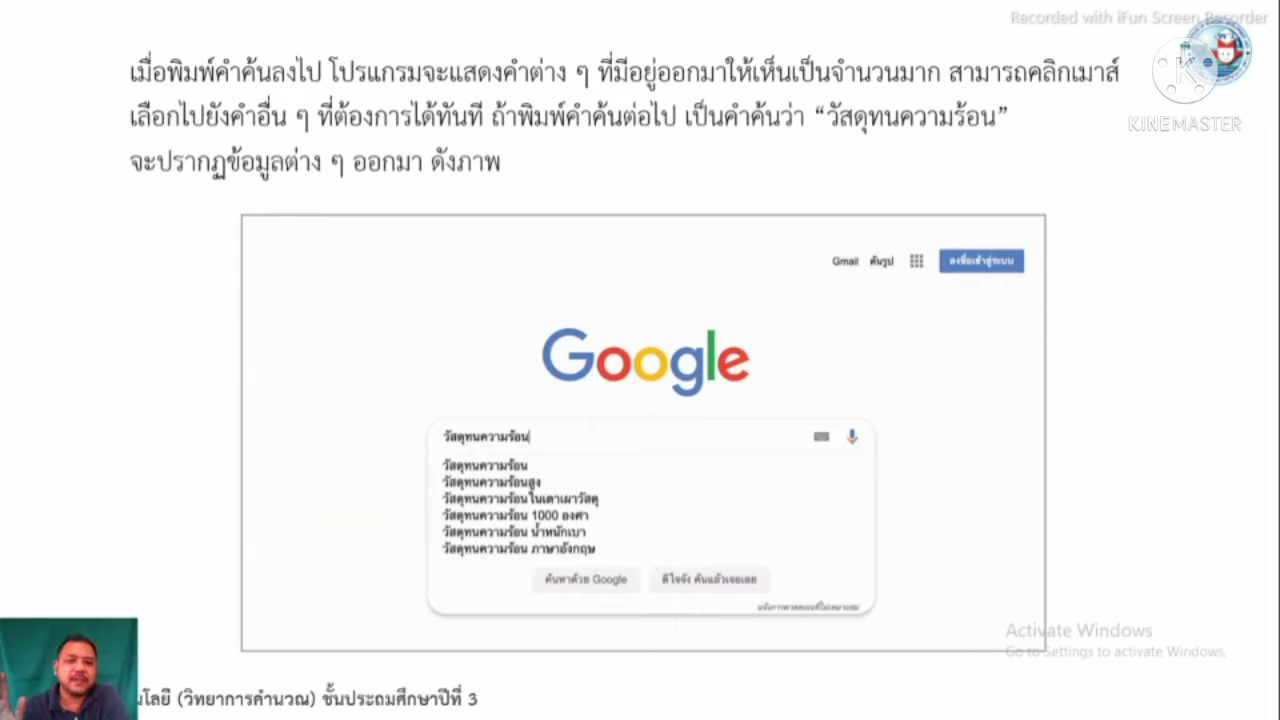 Recorded with iFun Screen Recorder
KINEMASTER
เมื่อพิมพ์คำค้นลงไป โปรแกรมจะแสดงคำต่าง ๆ ที่มีอยู่ออกมาให้เห็นเป็นจำนวนมาก สามารถคลิกเมาส์
เลือกไปยังคำอื่น ๆ ที่ต้องการได้ทันที ถ้าพิมพ์คำค้นต่อไป เป็นคำค้นว่า “วัสดุทนความร้อน”
จะปรากฏข้อมูลต่าง ๆ ออกมา ดังภาพ
Gmail ค้นรูป ลงชื่อเข้าสู่ระบบ
Google
วัสดุทนความร้อน
วัสดุทนความร้อน
วัสดุทนความร้อนสูง
วัสดุทนความร้อน ในเตาเผาวัสดุ
วัสดุทนความร้อน 1000 องศา
วัสดุทนความร้อน น้ำหนักเบา
วัสดุทนความร้อน ภาษาอังกฤษ
ค้นหาด้วย Google ดีใจจัง ค้นแล้วเจอเลย
Activate Windows
Go to Settings to activate Windows.
นโลยี (วิทยาการคำนวณ) ชั้นประถมศึกษาปีที่ 3